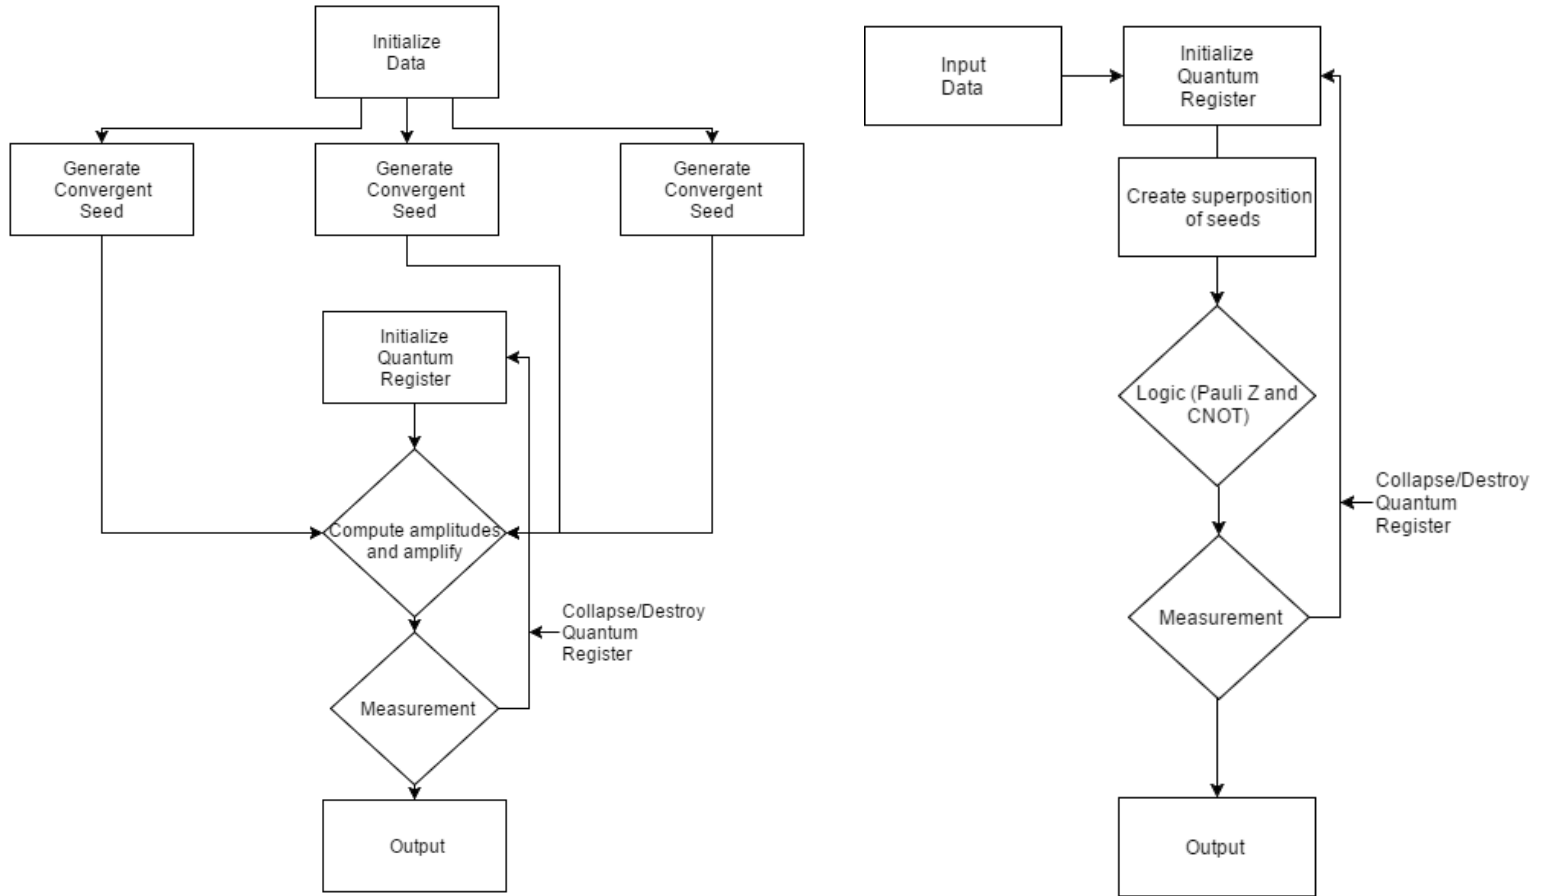 Initialize
Data
Generate
Convergent
Seed
Generate
Convergent
Seed
Generate
Convergent
Seed
Initialize
Quantum
Register
Compute amplitudes
and amplify
Collapse/Destroy
Quantum
Register
Measurement
Output
Input
Data
Initialize
Quantum
Register
Create superposition
of seeds
Logic (Pauli Z and
CNOT)
Collapse/Destroy
Quantum
Register
Measurement
Output